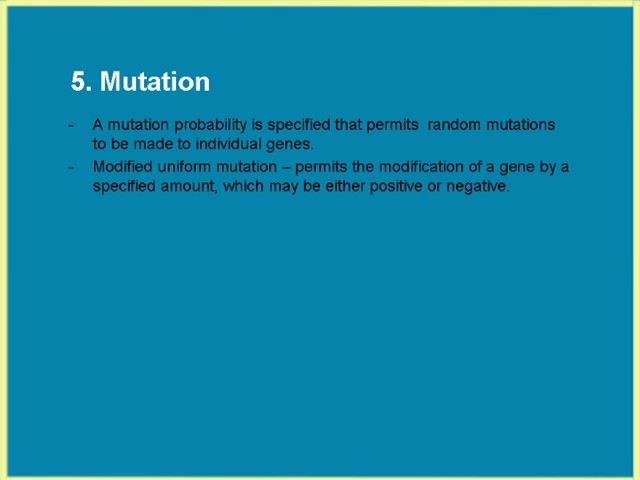 5. Mutation
- A mutation probability is specified that permits  random mutations
to be made to individual genes.
- Modified uniform mutation – permits the modification of a gene by a
specified amount, which may be either positive or negative.